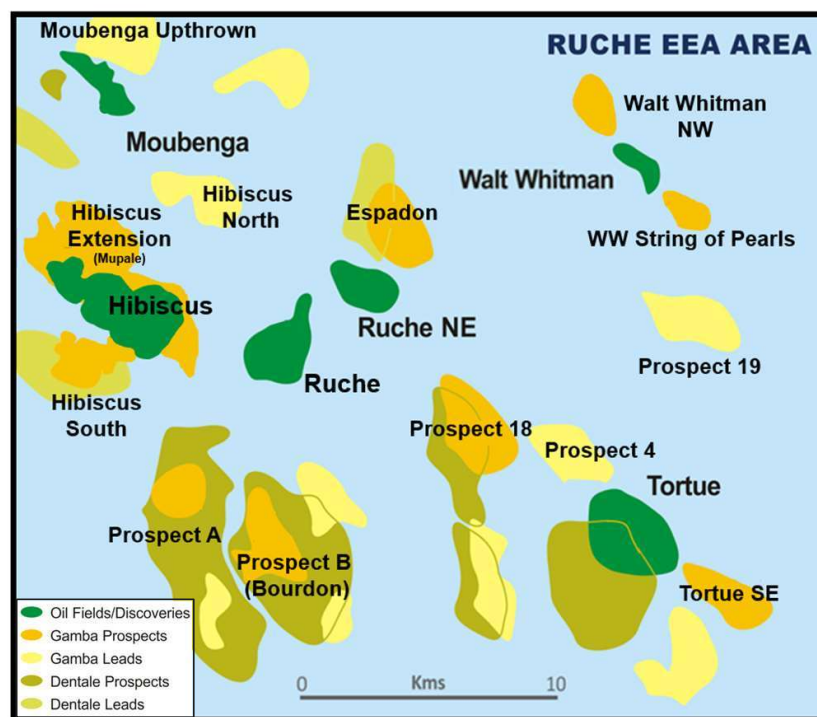 Moubenga Upthrown
RUCHE EEA AREA
Walt Whitman
NW
Moubenga
Walt Whitman
Hibiscus
North
Hibiscus
Extension
(Mupale)
Espadon
WW String of Pearls
Hibiscus
Ruche NE
Prospect 19
Ruche
Hibiscus
South
Prospect 18
Prospect 4
Tortue
Prospect A
Prospect B
(Bourdon)
Tortue SE
Oil Fields/Discoveries
Gamba Prospects
Gamba Leads
Dentale Prospects
Dentale Leads
0 Kms 10